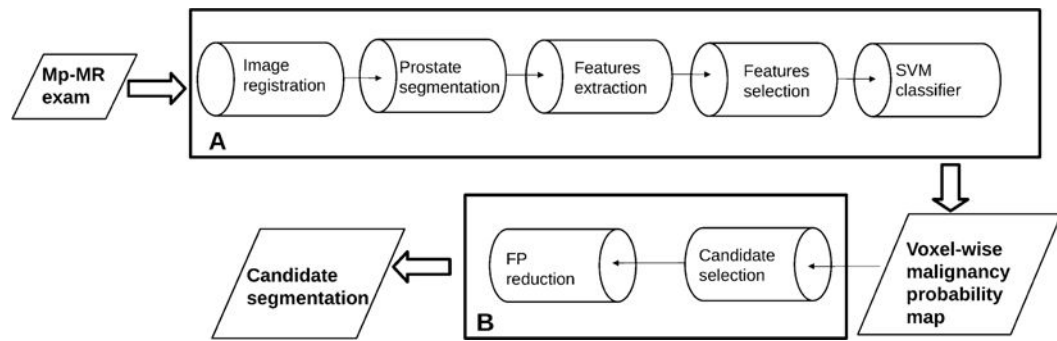 Mp-MR
exam
Image
registration
Prostate
segmentation
Features
extraction
Features
selection
SVM
classifier
A
Voxel-wise
malignancy
probability
map
Candidate
selection
FP
reduction
B
Candidate
segmentation